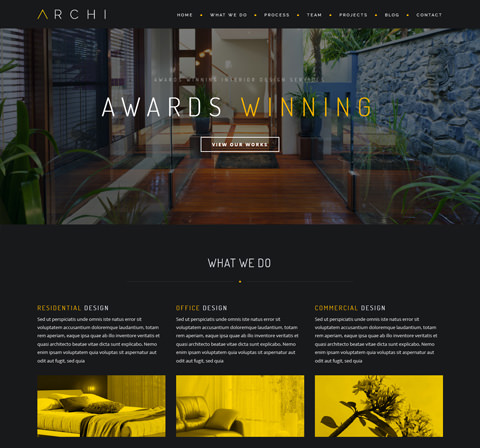 ARCHI
HOME • WHAT WE DO • PROCESS • TEAM • PROJECTS • BLOG • CONTACT
AWARDS WINNING INTERIOR DESIGN SERVICES
AWARDS WINNING
VIEW OUR WORKS
WHAT WE DO
RESIDENTIAL DESIGN
Sed ut perspiciatis unde omnis iste natus error sit
voluptatem accusantium doloremque laudantium, totam
rem aperiam, eaque ipsa quae ab illo inventore veritatis et
quasi architecto beatae vitae dicta sunt explicabo. Nemo
enim ipsam voluptatem quia voluptas sit aspernatur aut
odit aut fugit, sed quia
OFFICE DESIGN
Sed ut perspiciatis unde omnis iste natus error sit
voluptatem accusantium doloremque laudantium, totam
rem aperiam, eaque ipsa quae ab illo inventore veritatis et
quasi architecto beatae vitae dicta sunt explicabo. Nemo
enim ipsam voluptatem quia voluptas sit aspernatur aut
odit aut fugit, sed quia
COMMERCIAL DESIGN
Sed ut perspiciatis unde omnis iste natus error sit
voluptatem accusantium doloremque laudantium, totam
rem aperiam, eaque ipsa quae ab illo inventore veritatis et
quasi architecto beatae vitae dicta sunt explicabo. Nemo
enim ipsam voluptatem quia voluptas sit aspernatur aut
odit aut fugit, sed quia